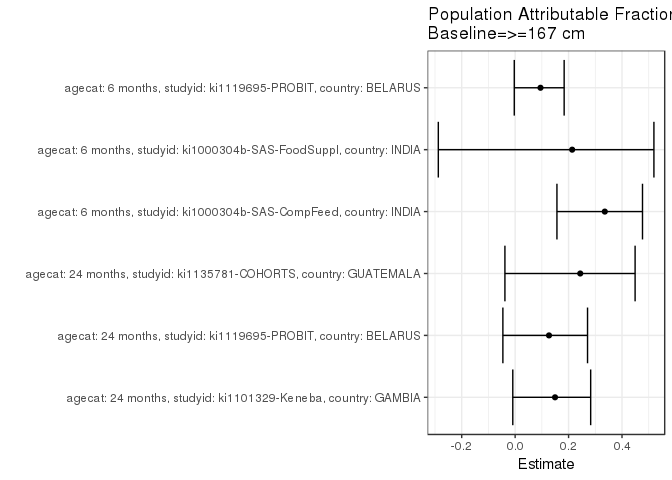 Population Attributable Fraction
Baseline=>=167 cm
agecat: 6 months, studyid: ki1119695-PROBIT, country: BELARUS
agecat: 6 months, studyid: ki1000304b-SAS-FoodSuppl, country: INDIA
agecat: 6 months, studyid: ki1000304b-SAS-CompFeed, country: INDIA
agecat: 24 months, studyid: ki1135781-COHORTS, country: GUATEMALA
agecat: 24 months, studyid: ki1119695-PROBIT, country: BELARUS
agecat: 24 months, studyid: ki1101329-Keneba, country: GAMBIA
-0.2 0.0 0.2 0.4
Estimate